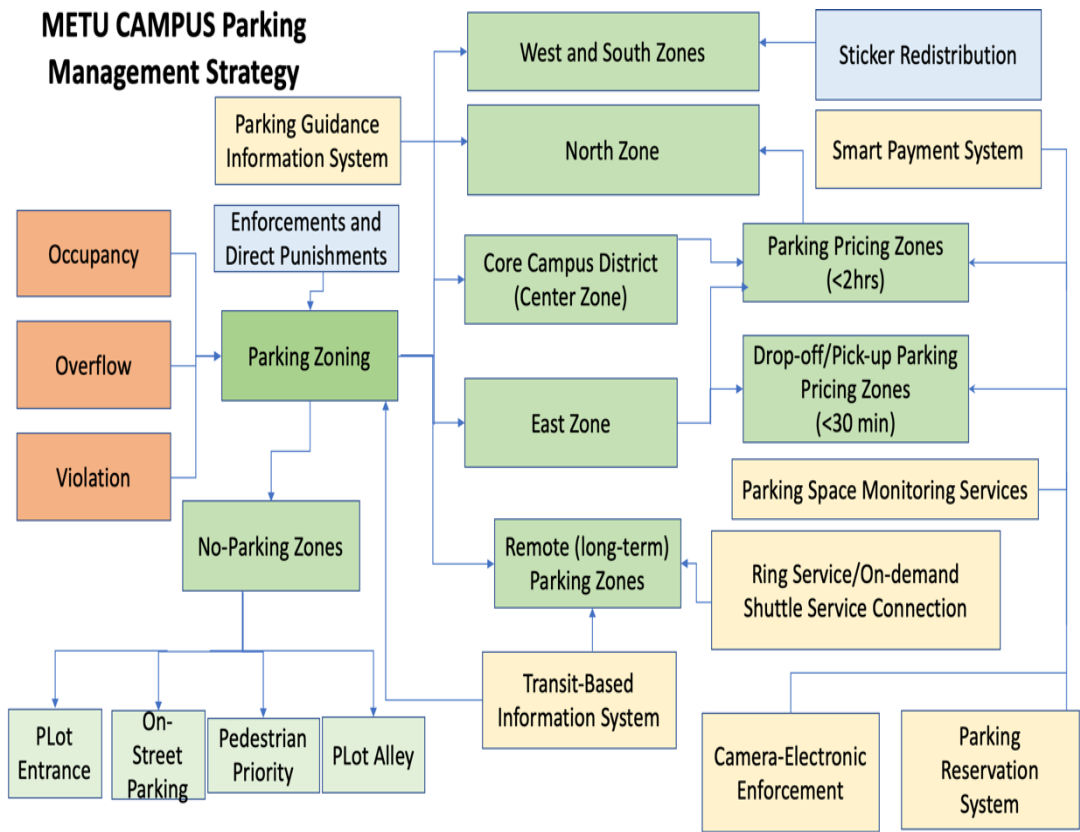 METU CAMPUS Parking
Management Strategy
West and South Zones
Sticker Redistribution
Parking Guidance
Information System
North Zone
Smart Payment System
Occupancy
Enforcements and
Direct Punishments
Core Campus District
(Center Zone)
Parking Pricing Zones
(<2hrs)
Overflow
Parking Zoning
Drop-off/Pick-up Parking
Pricing Zones
(<30 min)
East Zone
Violation
Parking Space Monitoring Services
No-Parking Zones
Remote (long-term)
Parking Zones
Ring Service/On-demand
Shuttle Service Connection
Transit-Based
Information System
PLot
Entrance
On-
Street
Parking
Pedestrian
Priority
PLot Alley
Camera-Electronic
Enforcement
Parking
Reservation
System